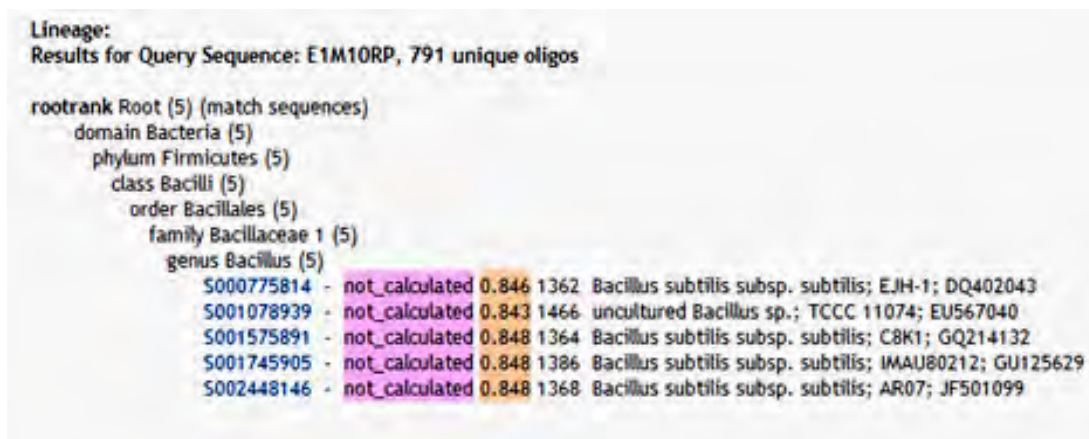 Lineage:
Results for Query Sequence: E1M10RP, 791 unique oligos
rootrank Root (5) (match sequences)
domain Bacteria (5)
phylum Firmicutes (5)
class Bacilli (5)
order Bacillales (5)
family Bacillaceae 1 (5)
genus Bacillus (5)
S000775814 - not_calculated 0.846 1362 Bacillus subtilis subsp. subtilis; EJH-1; DQ402043
S001078939 - not_calculated 0.843 1466 uncultured Bacillus sp.; TCCC 11074; EU567040
S001575891 - not_calculated 0.848 1364 Bacillus subtilis subsp. subtilis; C8K1; GQ214132
S001745905 - not_calculated 0.848 1386 Bacillus subtilis subsp. subtilis; IMAU80212; GU125629
S002448146 - not_calculated 0.848 1368 Bacillus subtilis subsp. subtilis; AR07; JF501099